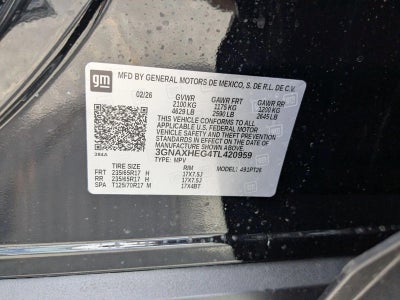 gm
MFD BY GENERAL MOTORS DE MEXICO, S. DE R.L. DE C.V.
02/26 GVWR GAWR FRT GAWR RR
2100 KG 1175 KG 1200 KG
4629 LB 2590 LB 2645 LB
THIS VEHICLE CONFORMS TO ALL APPLICABLE
U.S. FEDERAL MOTOR
VEHICLE SAFETY AND THEFT PREVENTION
STANDARDS IN EFFECT ON THE DATE OF
MANUFACTURE SHOWN ABOVE.
3GNAXHEG4TL420959
TYPE: MPV MODEL: 491PT26
284A
TIRE SIZE RIM
FRT 235/65R17 H 17X7.5J
RR 235/65R17 H 17X7.5J
SPA T125/70R17 M 17X4BT